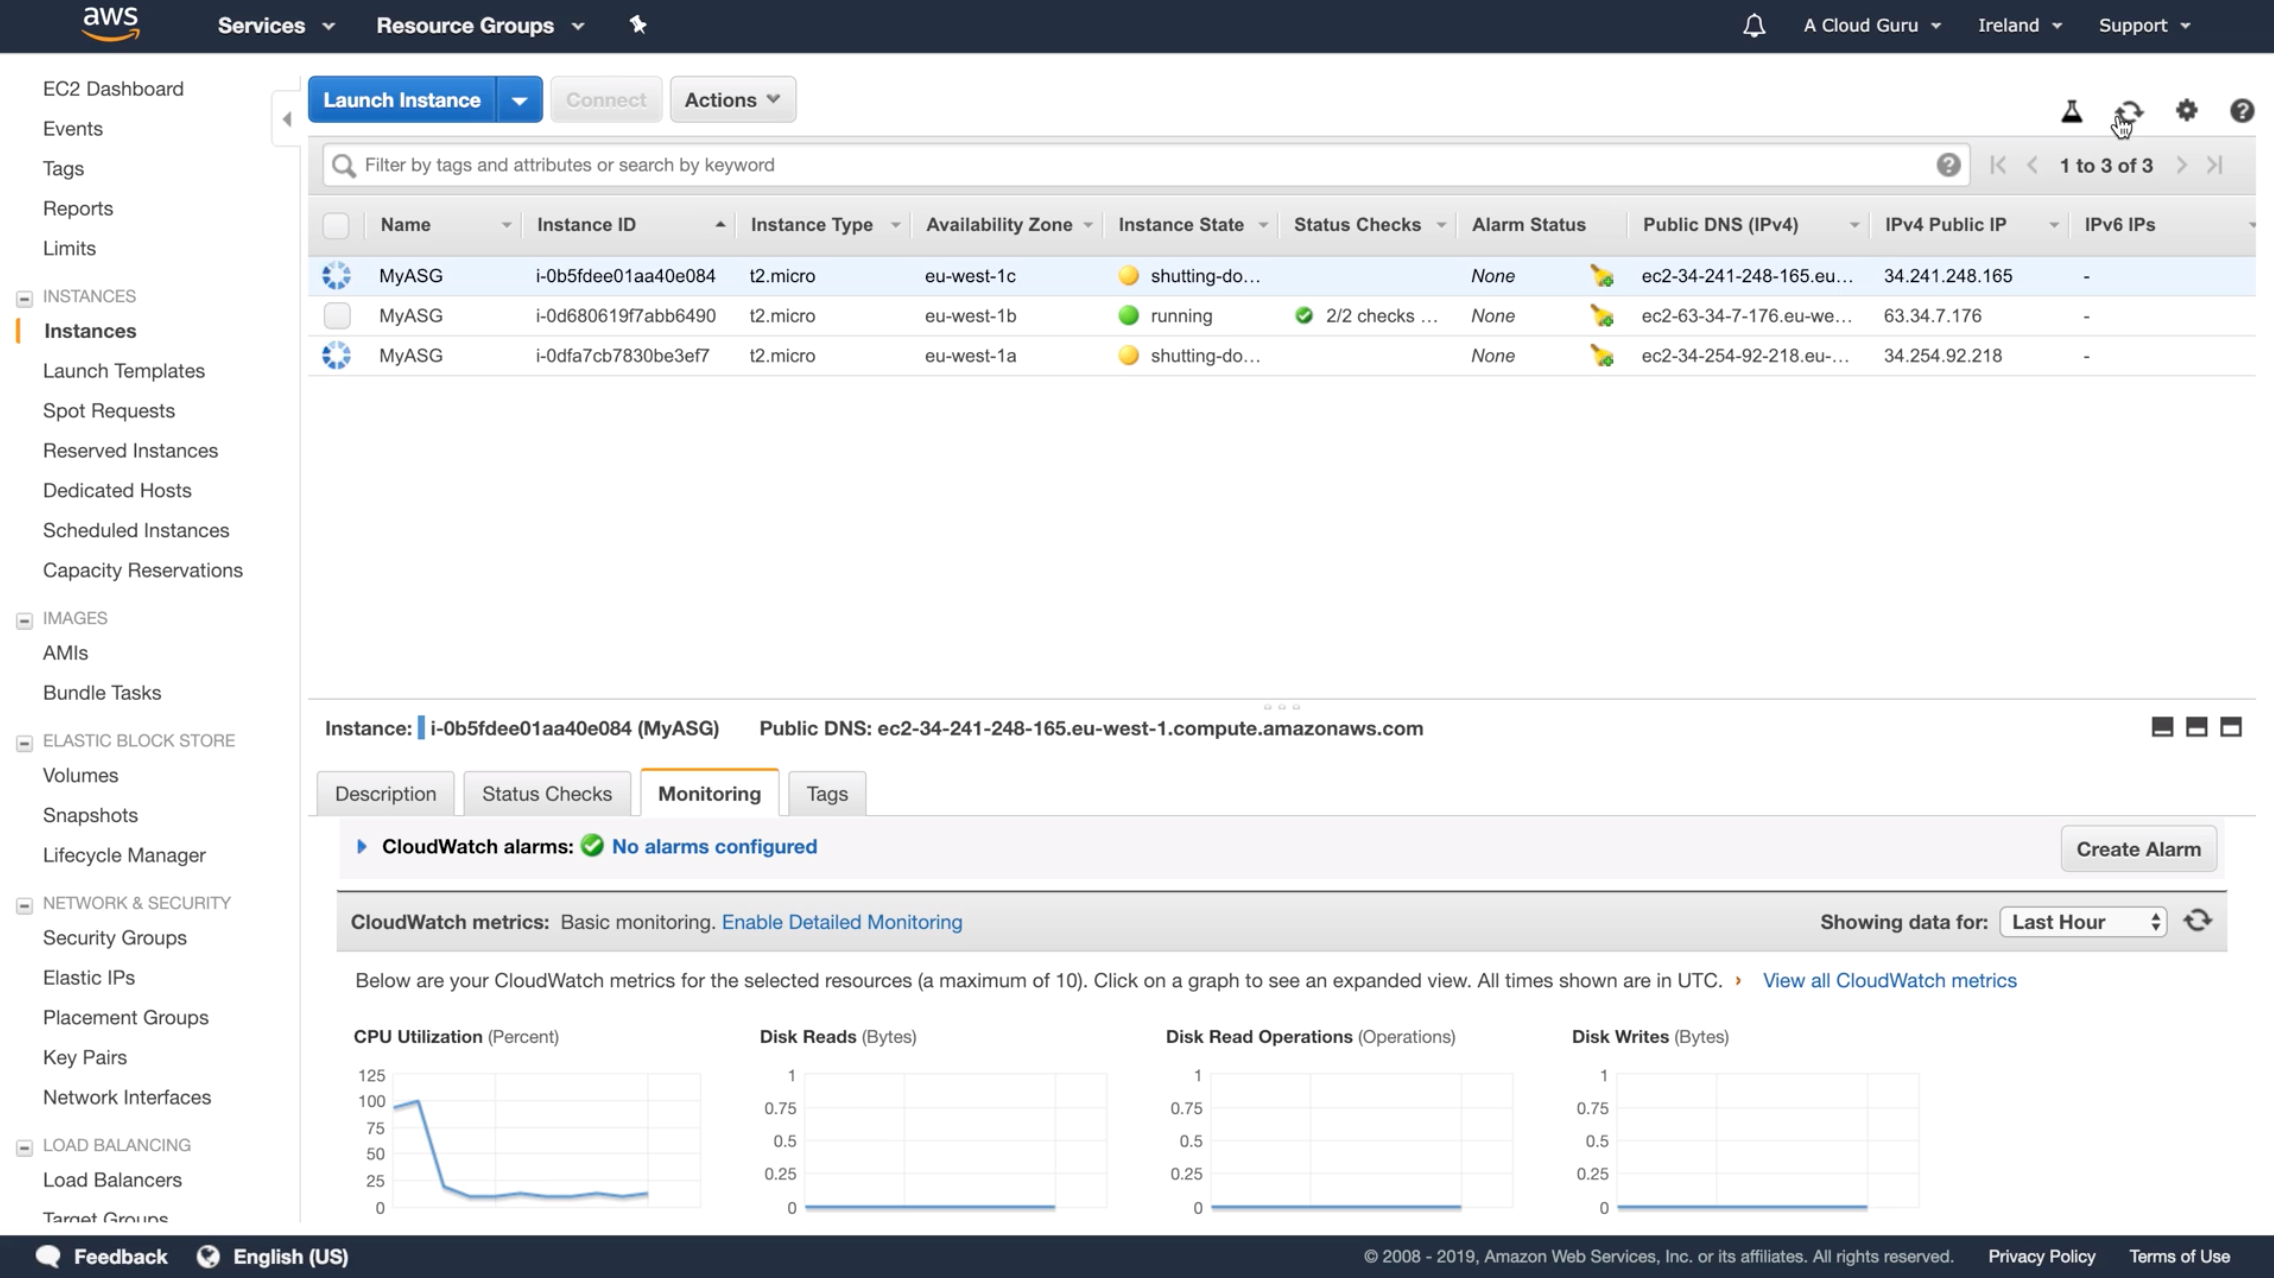 aws Services Resource Groups A Cloud Guru Ireland Support
EC2 Dashboard
Events
Tags
Reports
Limits
INSTANCES
Instances
Launch Templates
Spot Requests
Reserved Instances
Dedicated Hosts
Scheduled Instances
Capacity Reservations
IMAGES
AMIs
Bundle Tasks
ELASTIC BLOCK STORE
Volumes
Snapshots
Lifecycle Manager
NETWORK & SECURITY
Security Groups
Elastic IPs
Placement Groups
Key Pairs
Network Interfaces
LOAD BALANCING
Load Balancers
Target Groups
Launch Instance Connect Actions
Filter by tags and attributes or search by keyword 1 to 3 of 3
Name Instance ID Instance Type Availability Zone Instance State Status Checks Alarm Status Public DNS (IPv4) IPv4 Public IP IPv6 IPs
MyASG i-0b5fdee01aa40e084 t2.micro eu-west-1c shutting-do... None ec2-34-241-248-165.eu... 34.241.248.165 -
MyASG i-0d680619f7abb6490 t2.micro eu-west-1b running 2/2 checks ... None ec2-63-34-7-176.eu-we... 63.34.7.176 -
MyASG i-0dfa7cb7830be3ef7 t2.micro eu-west-1a shutting-do... None ec2-34-254-92-218.eu-... 34.254.92.218 -
Instance: i-0b5fdee01aa40e084 (MyASG) Public DNS: ec2-34-241-248-165.eu-west-1.compute.amazonaws.com
Description Status Checks Monitoring Tags
CloudWatch alarms: No alarms configured Create Alarm
CloudWatch metrics: Basic monitoring. Enable Detailed Monitoring Showing data for: Last Hour
Below are your CloudWatch metrics for the selected resources (a maximum of 10). Click on a graph to see an expanded view. All times shown are in UTC. › View all CloudWatch metrics
CPU Utilization (Percent) Disk Reads (Bytes) Disk Read Operations (Operations) Disk Writes (Bytes)
125 1 1 1
100 0.75 0.75 0.75
75 0.5 0.5 0.5
50 0.25 0.25 0.25
25
0 0 0 0
Feedback English (US) © 2008 - 2019, Amazon Web Services, Inc. or its affiliates. All rights reserved. Privacy Policy Terms of Use